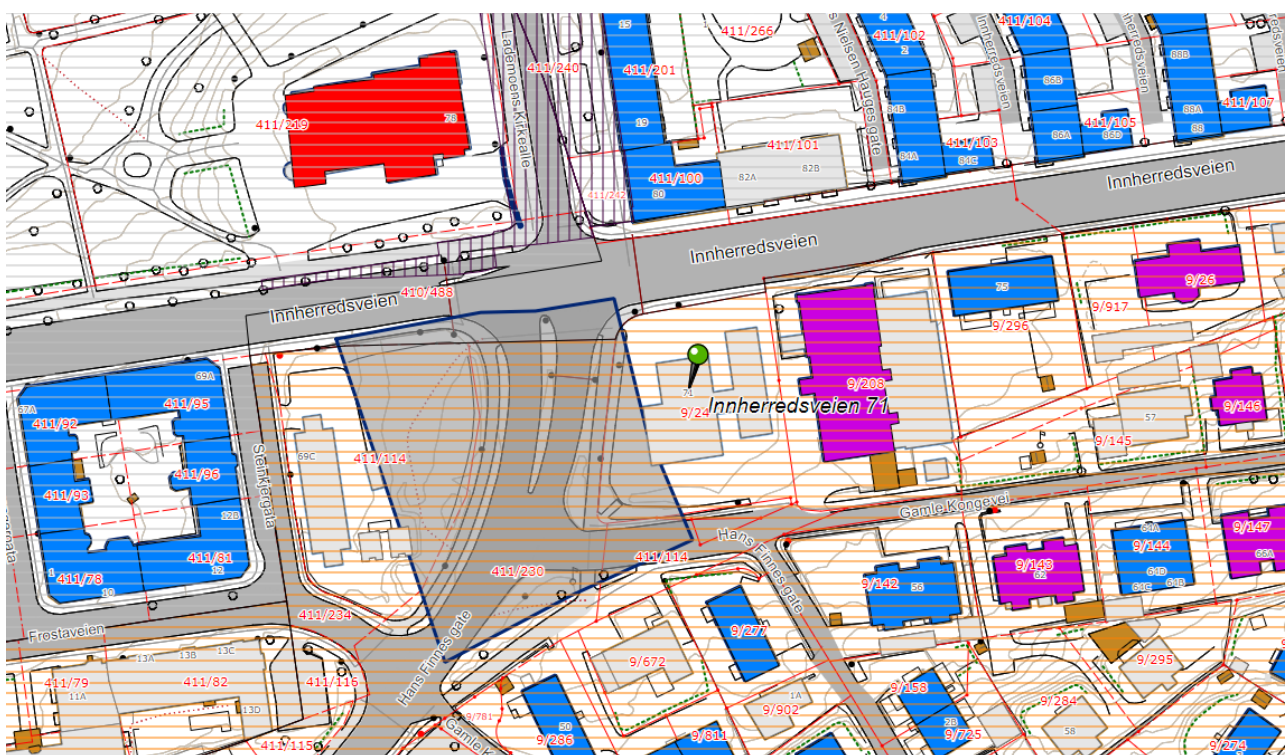 15
1
411/266
s Nielsen Hauges gate
4
411/102
2
Innherredsveien
411/104
Innherredsveien
88B
redsveien
Lademoens Kirkealle
411/240
411/201
86B
78
411/219
84B
88A
411/107
19
411/105
86A
86D
88
411/101
84A
411/103
84C
411/100
82A
82B
80
411/242
Innherredsveien
Innherredsveien
9/26
75
410/488
Innherredsveien
9/917
9/296
69A
67A
411/92
411/95
71
Innherredsveien 71
9/24
9/208
9/146
57
9/145
69C
411/114
Steinkjergata
411/96
411/93
12B
Gamle Kongevei
Hans Finnes gate
64A
9/147
9/144
66A
411/81
12
1
411/78
10
411/114
411/230
9/142
56
9/143
62
64D
64C
64B
411/234
Frostaveien
9/277
Hans Finnes gate
13A
13B
13C
9/672
9/295
411/79
11A
411/82
411/116
13D
1A
9/158
9/284
9/902
9/781
Gamle K
50
9/286
9/811
2B
9/725
58
9/274
411/115